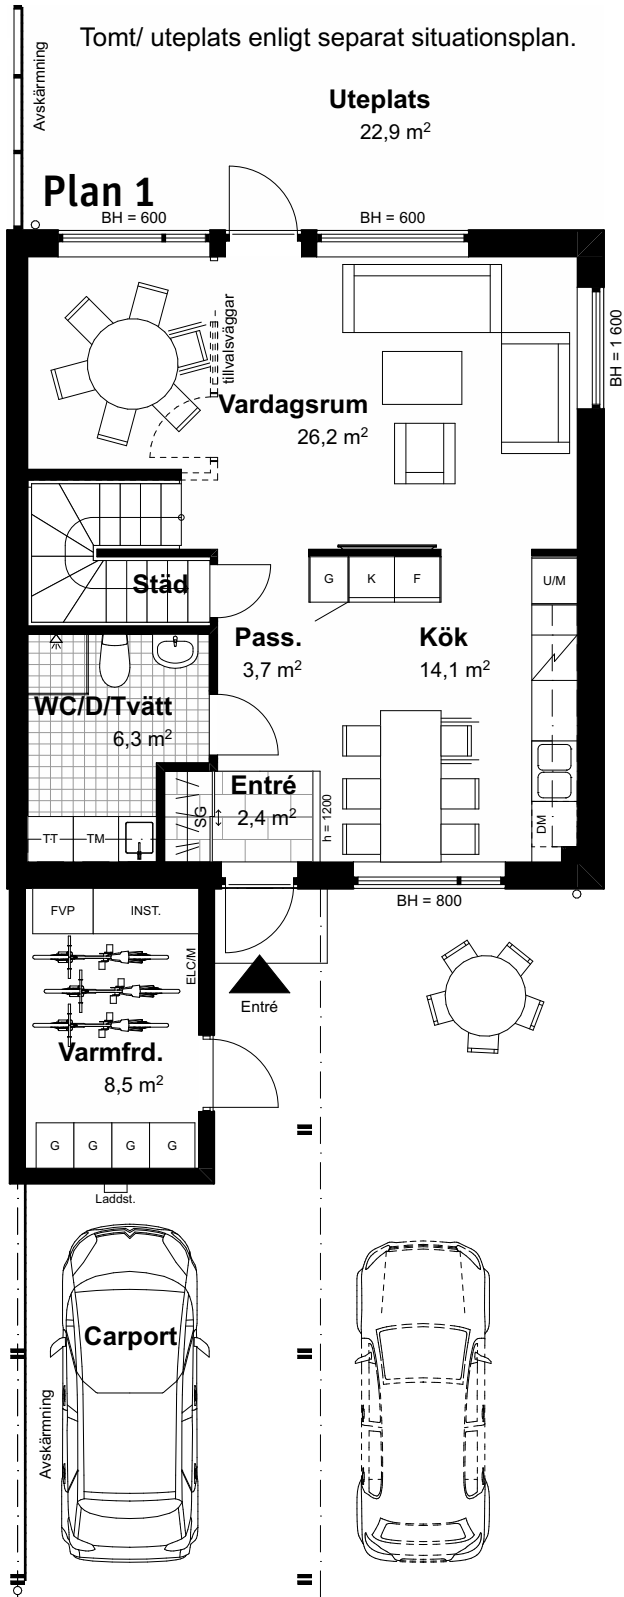 Tomt/ uteplats enligt separat situationsplan.
Avskärmning
Uteplats
22,9 m²
Plan 1
BH = 600
BH = 600
BH = 1 600
tillvalsväggar
Vardagsrum
26,2 m²
Städ
G
K
F
U/M
Pass.
3,7 m²
Kök
14,1 m²
WC/D/Tvätt
6,3 m²
Entré
2,4 m²
SG
h = 1200
TT
TM
DM
BH = 800
FVP
INST.
ELC/M
Entré
Varmfrd.
8,5 m²
G
G
G
G
Laddst.
Carport
Avskärmning